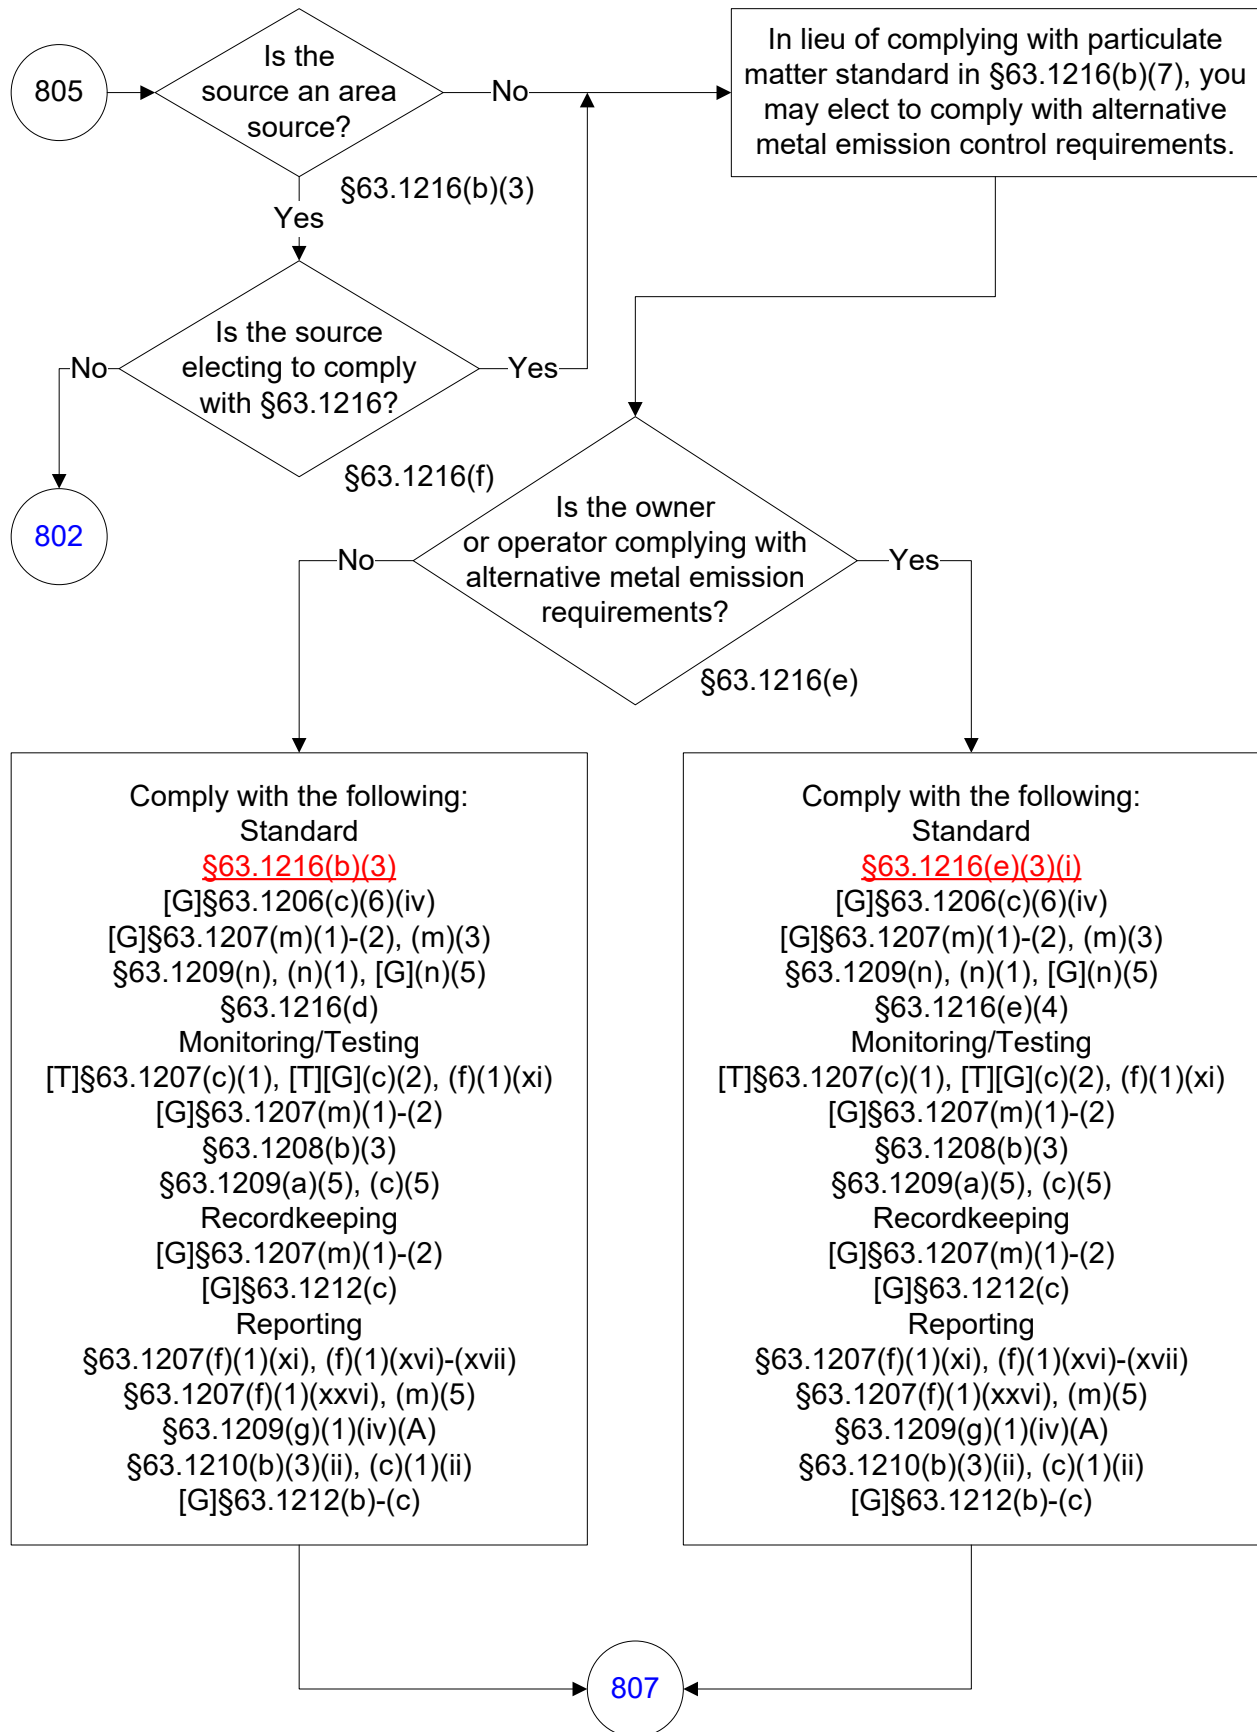 805
Is the
source an area
source?
No
In lieu of complying with particulate
matter standard in §63.1216(b)(7), you
may elect to comply with alternative
metal emission control requirements.
§63.1216(b)(3)
Yes
Is the source
electing to comply
with §63.1216?
No
Yes
§63.1216(f)
802
Is the owner
or operator complying with
alternative metal emission
requirements?
No
Yes
§63.1216(e)
Comply with the following:
Standard
§63.1216(b)(3)
[G]§63.1206(c)(6)(iv)
[G]§63.1207(m)(1)-(2), (m)(3)
§63.1209(n), (n)(1), [G](n)(5)
§63.1216(d)
Monitoring/Testing
[T]§63.1207(c)(1), [T][G](c)(2), (f)(1)(xi)
[G]§63.1207(m)(1)-(2)
§63.1208(b)(3)
§63.1209(a)(5), (c)(5)
Recordkeeping
[G]§63.1207(m)(1)-(2)
[G]§63.1212(c)
Reporting
§63.1207(f)(1)(xi), (f)(1)(xvi)-(xvii)
§63.1207(f)(1)(xxvi), (m)(5)
§63.1209(g)(1)(iv)(A)
§63.1210(b)(3)(ii), (c)(1)(ii)
[G]§63.1212(b)-(c)
Comply with the following:
Standard
§63.1216(e)(3)(i)
[G]§63.1206(c)(6)(iv)
[G]§63.1207(m)(1)-(2), (m)(3)
§63.1209(n), (n)(1), [G](n)(5)
§63.1216(e)(4)
Monitoring/Testing
[T]§63.1207(c)(1), [T][G](c)(2), (f)(1)(xi)
[G]§63.1207(m)(1)-(2)
§63.1208(b)(3)
§63.1209(a)(5), (c)(5)
Recordkeeping
[G]§63.1207(m)(1)-(2)
[G]§63.1212(c)
Reporting
§63.1207(f)(1)(xi), (f)(1)(xvi)-(xvii)
§63.1207(f)(1)(xxvi), (m)(5)
§63.1209(g)(1)(iv)(A)
§63.1210(b)(3)(ii), (c)(1)(ii)
[G]§63.1212(b)-(c)
807